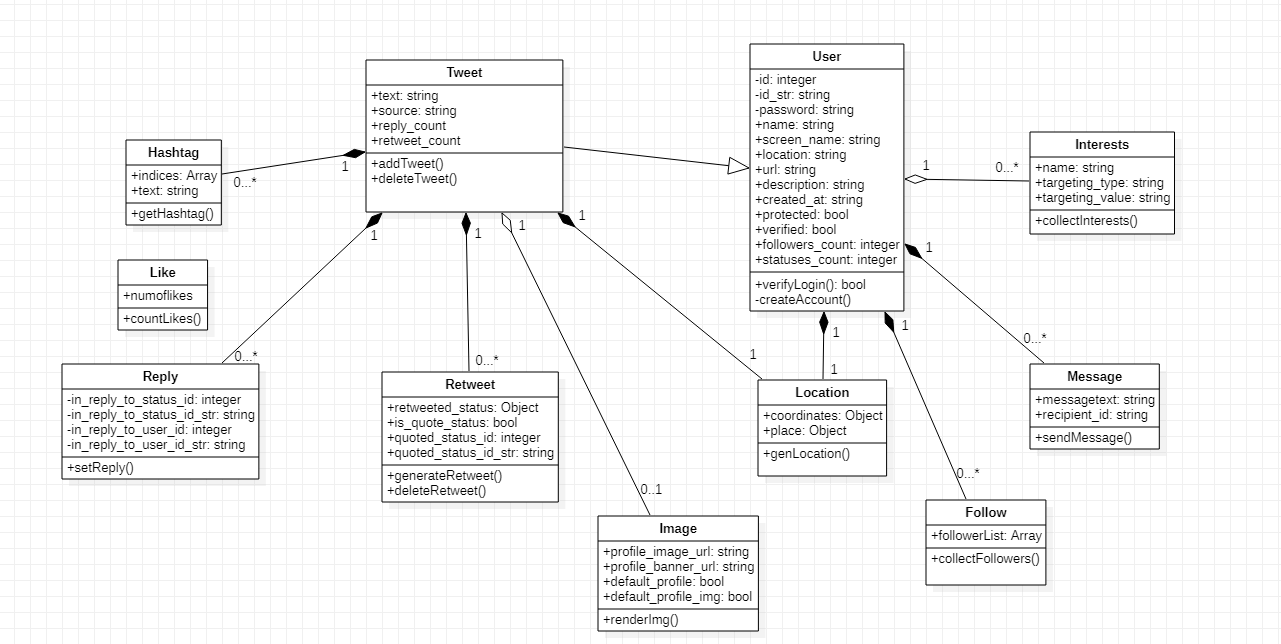 Tweet
+text: string
+source: string
+reply_count
+retweet_count
+addTweet()
+deleteTweet()
User
-id: integer
-id_str: string
-password: string
+name: string
+screen_name: string
+location: string
+url: string
+description: string
+created_at: string
+protected: bool
+verified: bool
+followers_count: integer
+statuses_count: integer
+verifyLogin(): bool
-createAccount()
Hashtag
+indices: Array
+text: string
+getHashtag()
1
0...*
Interests
+name: string
+targeting_type: string
+targeting_value: string
+collectInterests()
1
0...*
Like
+numoflikes
+countLikes()
1
0...*
Reply
-in_reply_to_status_id: integer
-in_reply_to_status_id_str: string
-in_reply_to_user_id: integer
-in_reply_to_user_id_str: string
+setReply()
1
0...*
Retweet
+retweeted_status: Object
+is_quote_status: bool
+quoted_status_id: integer
+quoted_status_id_str: string
+generateRetweet()
+deleteRetweet()
1
0..1
Image
+profile_image_url: string
+profile_banner_url: string
+default_profile: bool
+default_profile_img: bool
+renderImg()
1
1
1
1
Location
+coordinates: Object
+place: Object
+genLocation()
1
0...*
Message
+messagetext: string
+recipient_id: string
+sendMessage()
1
0...*
Follow
+followerList: Array
+collectFollowers()